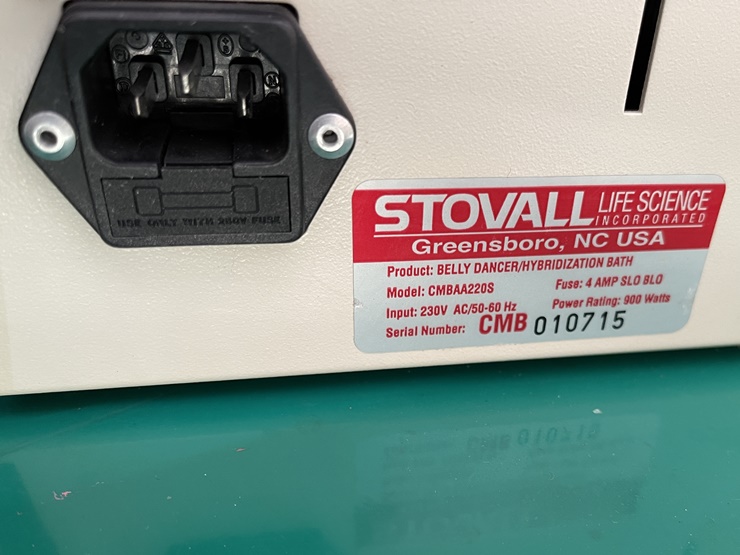 USE ONLY WITH 250V FUSE
STOVALL LIFE SCIENCE
INCORPORATED
Greensboro, NC USA
Product: BELLY DANCER/HYBRIDIZATION BATH
Model: CMBAA220S Fuse: 4 AMP SLO BLO
Input: 230V AC/50-60 Hz Power Rating: 900 Watts
Serial Number: CMB 010715